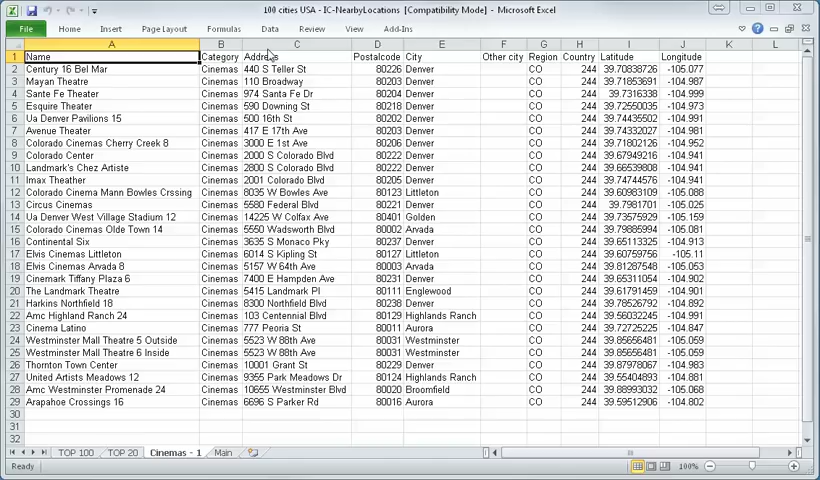 100 cities USA - IC-NearbyLocations [Compatibility Mode] - Microsoft Excel
File Home Insert Page Layout Formulas Data Review View Add-Ins
A B C D E F G H I J K L
1 Name Category Address Postalcode City Other city Region Country Latitude Longitude
2 Century 16 Bel Mar Cinemas 440 S Teller St 80226 Denver CO 244 39.70838726 -105.077
3 Mayan Theatre Cinemas 110 Broadway 80203 Denver CO 244 39.71853691 -104.987
4 Sante Fe Theater Cinemas 974 Santa Fe Dr 80204 Denver CO 244 39.7316338 -104.999
5 Esquire Theater Cinemas 590 Downing St 80218 Denver CO 244 39.72550035 -104.973
6 Ua Denver Pavilions 15 Cinemas 500 16th St 80202 Denver CO 244 39.74435502 -104.991
7 Avenue Theater Cinemas 417 E 17th Ave 80203 Denver CO 244 39.74332027 -104.981
8 Colorado Cinemas Cherry Creek 8 Cinemas 3000 E 1st Ave 80206 Denver CO 244 39.71802126 -104.952
9 Colorado Center Cinemas 2000 S Colorado Blvd 80222 Denver CO 244 39.67949216 -104.941
10 Landmark's Chez Artiste Cinemas 2800 S Colorado Blvd 80222 Denver CO 244 39.66539808 -104.941
11 Imax Theather Cinemas 2001 Colorado Blvd 80205 Denver CO 244 39.74744576 -104.941
12 Colorado Cinema Mann Bowles Crssing Cinemas 8035 W Bowles Ave 80123 Littleton CO 244 39.60983109 -105.088
13 Circus Cinemas Cinemas 5580 Federal Blvd 80221 Denver CO 244 39.7981701 -105.025
14 Ua Denver West Village Stadium 12 Cinemas 14225 W Colfax Ave 80401 Golden CO 244 39.73575929 -105.159
15 Colorado Cinemas Olde Town 14 Cinemas 5550 Wadsworth Blvd 80002 Arvada CO 244 39.79885994 -105.081
16 Continental Six Cinemas 3635 S Monaco Pky 80237 Denver CO 244 39.65113325 -104.913
17 Elvis Cinemas Littleton Cinemas 6014 S Kipling St 80127 Littleton CO 244 39.60759756 -105.11
18 Elvis Cinemas Arvada 8 Cinemas 5157 W 64th Ave 80003 Arvada CO 244 39.81287548 -105.053
19 Cinemark Tiffany Plaza 6 Cinemas 7400 E Hampden Ave 80231 Denver CO 244 39.65311054 -104.902
20 The Landmark Theatre Cinemas 5415 Landmark Pl 80111 Englewood CO 244 39.61791459 -104.901
21 Harkins Northfield 18 Cinemas 8300 Northfield Blvd 80238 Denver CO 244 39.78526792 -104.892
22 Amc Highland Ranch 24 Cinemas 103 Centennial Blvd 80129 Highlands Ranch CO 244 39.56032245 -104.991
23 Cinema Latino Cinemas 777 Peoria St 80011 Aurora CO 244 39.72725225 -104.847
24 Westminster Mall Theatre 5 Outside Cinemas 5523 W 88th Ave 80031 Westminster CO 244 39.85656481 -105.059
25 Westminster Mall Theatre 6 Inside Cinemas 5523 W 88th Ave 80031 Westminster CO 244 39.85656481 -105.059
26 Thornton Town Center Cinemas 10001 Grant St 80229 Denver CO 244 39.87978067 -104.983
27 United Artists Meadows 12 Cinemas 9355 Park Meadows Dr 80124 Highlands Ranch CO 244 39.55404893 -104.881
28 Amc Westminster Promenade 24 Cinemas 10655 Westminster Blvd 80020 Broomfield CO 244 39.88993032 -105.068
29 Arapahoe Crossings 16 Cinemas 6696 S Parker Rd 80016 Aurora CO 244 39.59512906 -104.802
30
31
32
TOP 100 TOP 20 Cinemas - 1 Main
Ready 100%